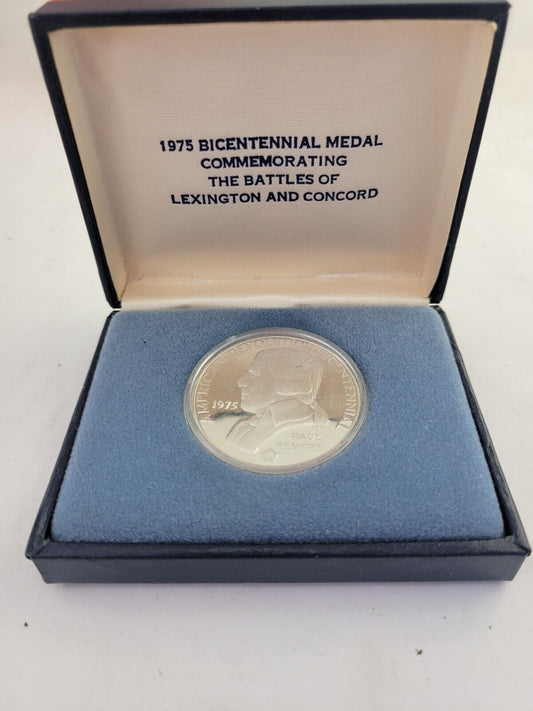 1975 BICENTENNIAL MEDAL
COMMEMORATING
THE BATTLES OF
LEXINGTON AND CONCORD
AMERICAN REVOLUTION BICENTENNIAL
1975
PAUL
REVERE